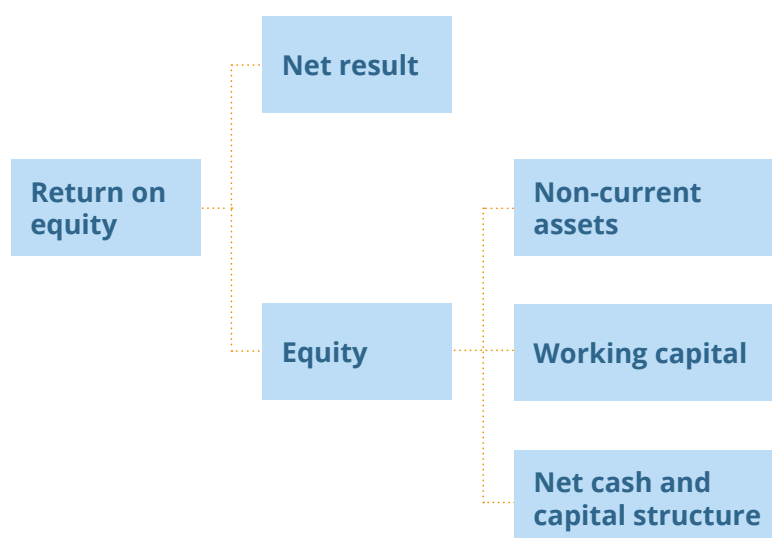 Net result
Return on
equity
Non-current
assets
Equity
Working capital
Net cash and
capital structure